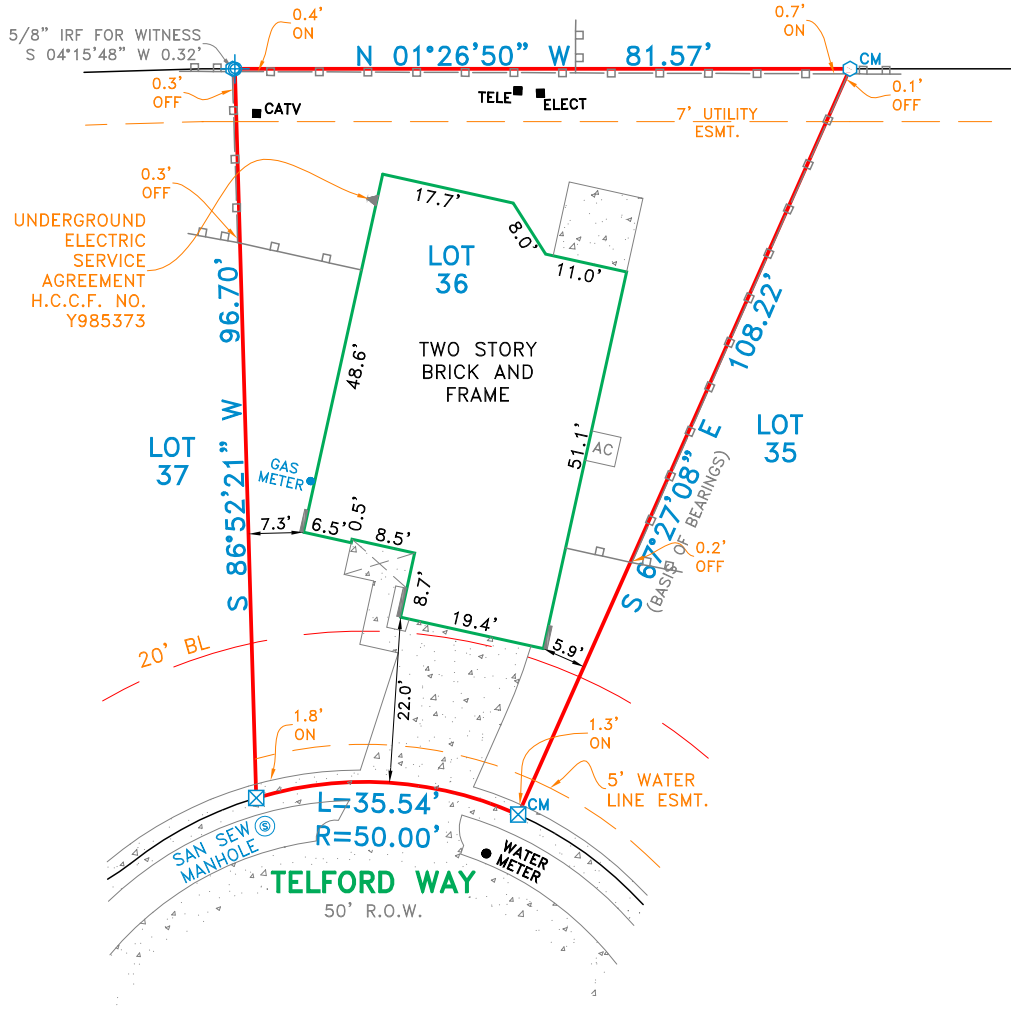 5/8” IRF FOR WITNESS
S 04°15'48” W 0.32'
0.4'
ON
N 01°26'50” W 81.57'
0.7'
ON
CM
0.3'
OFF
CATV
TELE
ELECT
7' UTILITY
ESMT.
0.1'
OFF
0.3'
OFF
UNDERGROUND
ELECTRIC
SERVICE
AGREEMENT
H.C.C.F. NO.
Y985373
17.7'
8.0'
11.0'
LOT
36
S 86°52'21” W 96.70'
48.6'
TWO STORY
BRICK AND
FRAME
108.22'
S 67°27'08” E
(BASIS OF BEARINGS)
LOT
35
LOT
37
51.1'
AC
GAS
METER
7.3'
6.5'
0.5'
8.5'
8.7'
19.4'
5.9'
0.2'
OFF
20' BL
22.0'
1.8'
ON
1.3'
ON
5' WATER
LINE ESMT.
CM
L=35.54'
R=50.00'
SAN SEW
MANHOLE
S
WATER
METER
TELFORD WAY
50' R.O.W.